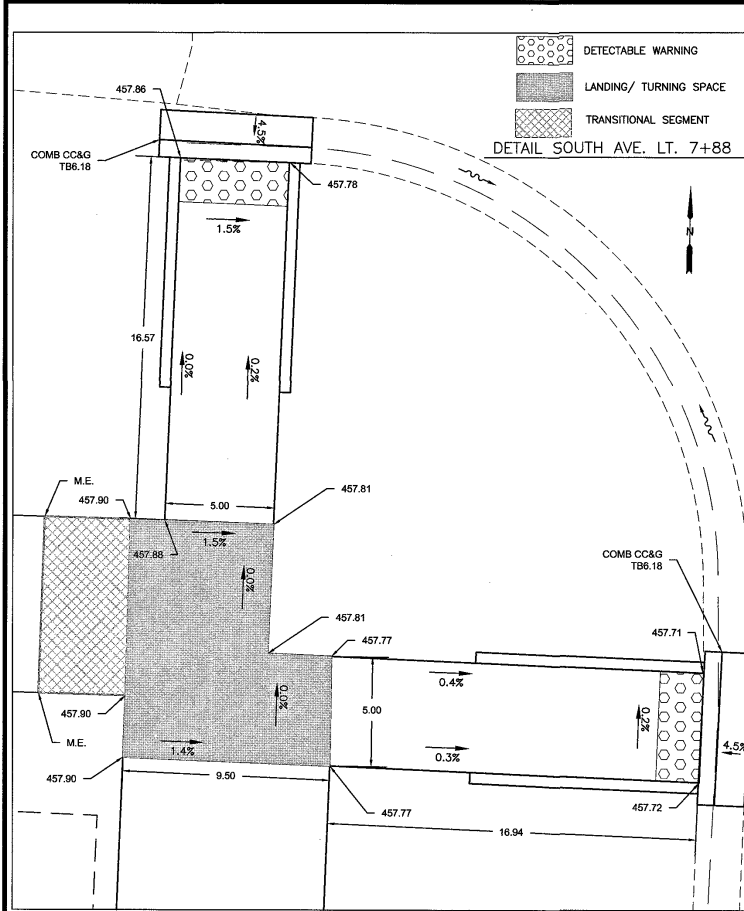 DETECTABLE WARNING
LANDING/ TURNING SPACE
TRANSITIONAL SEGMENT
DETAIL SOUTH AVE. LT. 7+88
457.86
4.5%
COMB CC&G
TB6.18
457.78
1.5%
N
16.57
0.0%
0.2%
M.E.
457.90
5.00
457.81
457.88
1.5%
0.0%
COMB CC&G
TB6.18
457.81
457.77
457.71
0.4%
5.00
0.0%
0.2%
457.90
M.E.
1.4%
0.3%
4.5%
457.90
9.50
457.77
457.72
16.94